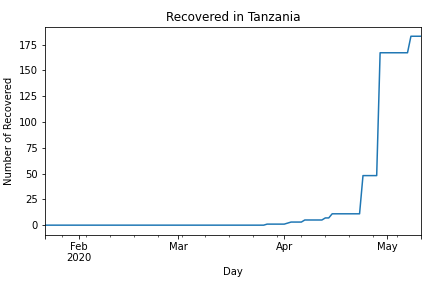 Recovered in Tanzania
Number of Recovered
175
150
125
100
75
50
25
0
Feb
2020
Mar
Apr
May
Day